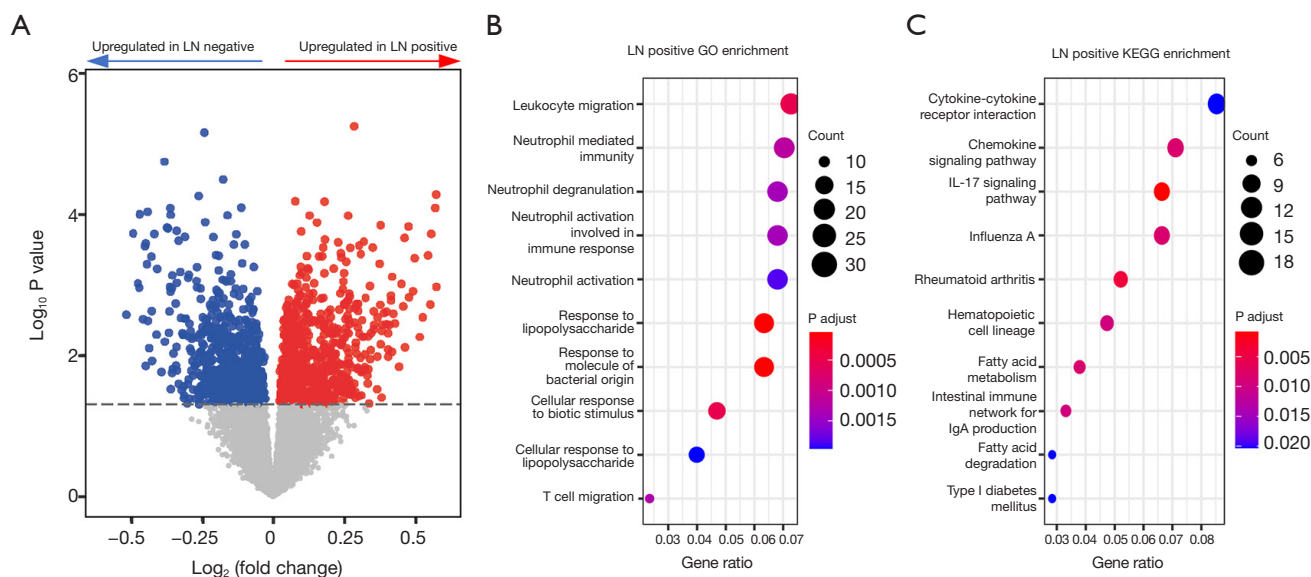 A
Upregulated in LN negative
Upregulated in LN positive
Log10 P value
6
4
2
0
−0.5
−0.25
0
0.25
0.5
Log2 (fold change)
B
LN positive GO enrichment
Leukocyte migration
Neutrophil mediated
immunity
Neutrophil degranulation
Neutrophil activation
involved in
immune response
Neutrophil activation
Response to
lipopolysaccharide
Response to
molecule of
bacterial origin
Cellular response
to biotic stimulus
Cellular response to
lipopolysaccharide
T cell migration
0.03 0.04 0.05 0.06 0.07
Gene ratio
Count
10
15
20
25
30
P adjust
0.0005
0.0010
0.0015
C
LN positive KEGG enrichment
Cytokine-cytokine
receptor interaction
Chemokine
signaling pathway
IL-17 signaling
pathway
Influenza A
Rheumatoid arthritis
Hematopoietic
cell lineage
Fatty acid
metabolism
Intestinal immune
network for
IgA production
Fatty acid
degradation
Type I diabetes
mellitus
0.03 0.04 0.05 0.06 0.07 0.08
Gene ratio
Count
6
9
12
15
18
P adjust
0.005
0.010
0.015
0.020